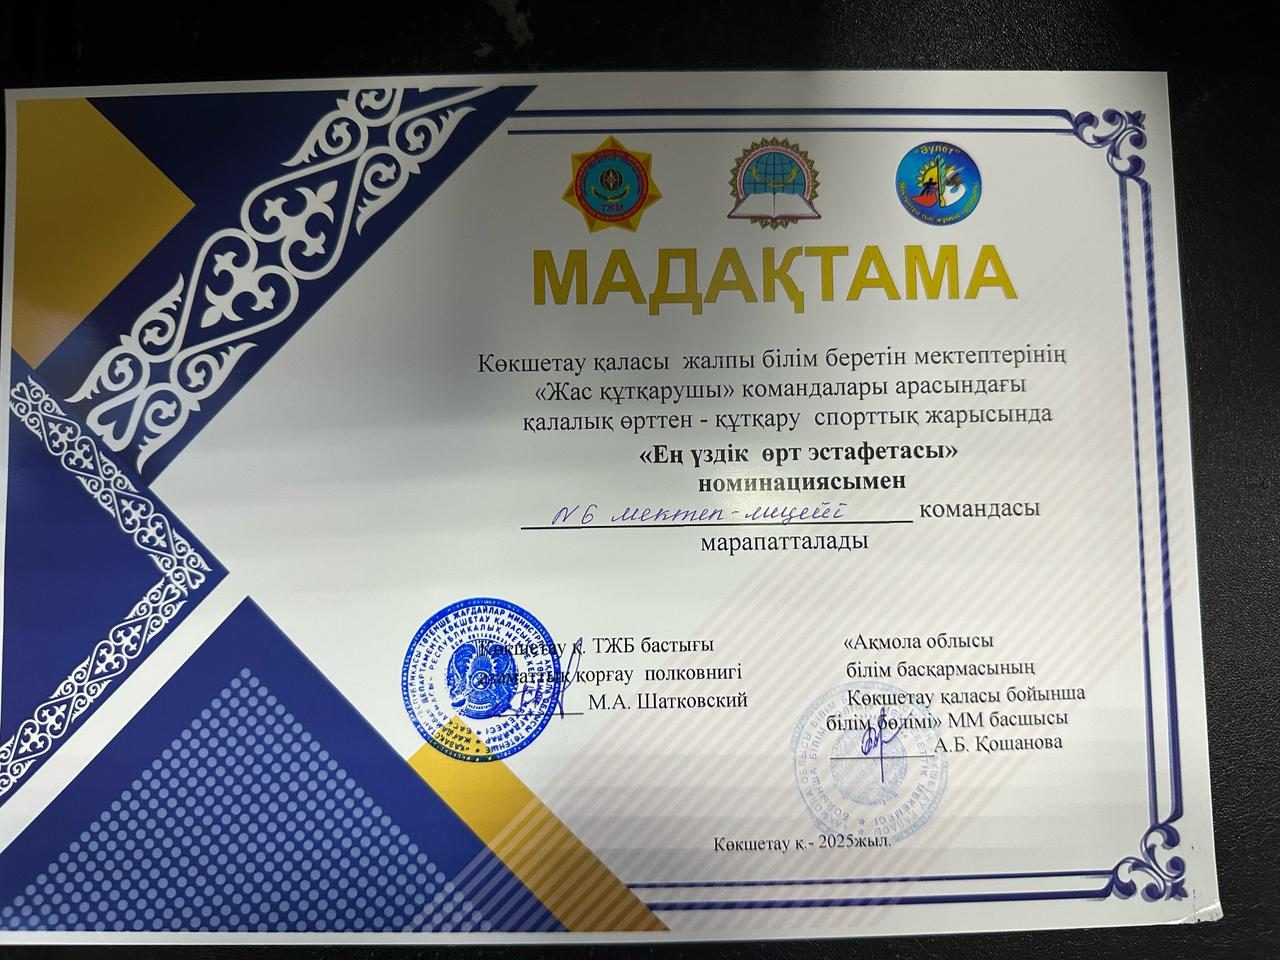 "Әулет"
ТЖМ
МАДАҚТАМА
Көкшетау қаласы жалпы білім беретін мектептерінің
«Жас құтқарушы» командалары арасындағы
қалалық өрттен - құтқару спорттық жарысында
«Ең үздік өрт эстафетасы»
номинациясымен
№6 мектеп-лицейі командасы
марапатталады
Көкшетау қ. ТЖБ бастығы
азаматтық қорғау полковнигі
М.А. Шатковский
«Ақмола облысы
білім басқармасының
Көкшетау қаласы бойынша
білім бөлімі» ММ басшысы
А.Б. Қошанова
Көкшетау қ.- 2025жыл.